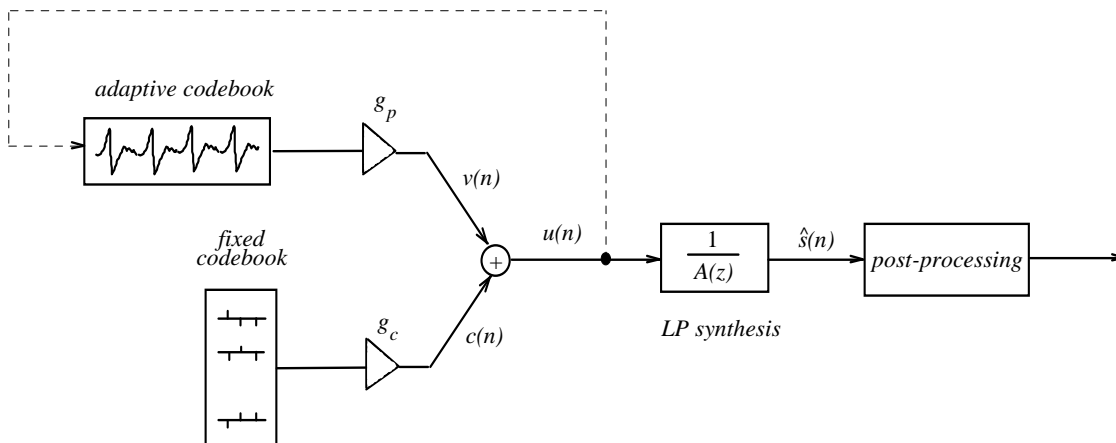 adaptive codebook
g_p
v(n)
fixed
codebook
u(n)
+
1
A(z)
ŝ(n)
post-processing
LP synthesis
g_c
c(n)